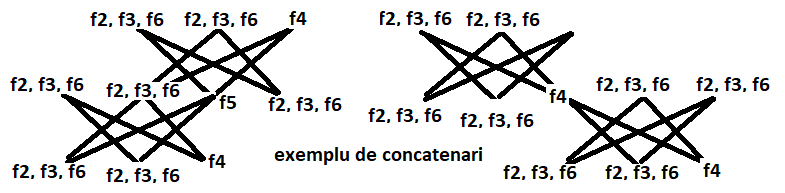 f2, f3, f6 f2, f3, f6 f4 f2, f3, f6 f2, f3, f6
f2, f3, f6 f2, f3, f6 f5 f2, f3, f6 f2, f3, f6 f2, f3, f6 f4 f2, f3, f6 f2, f3, f6
f2, f3, f6 f2, f3, f6 f4 exemplu de concatenari f2, f3, f6 f2, f3, f6 f4